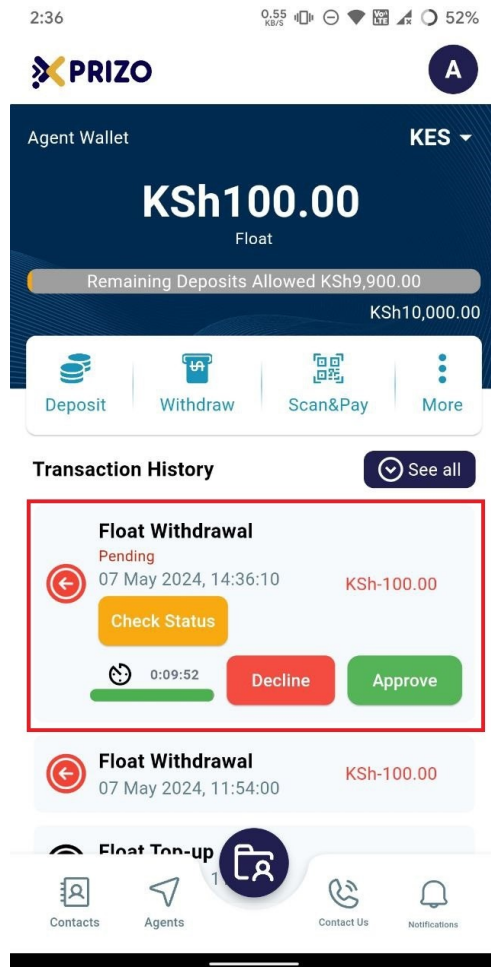 2:36
0.55 KB/S
Vo)) LTE
52%
PRIZO
A
Agent Wallet
KES
KSh100.00
Float
Remaining Deposits Allowed KSh9,900.00
KSh10,000.00
Deposit
Withdraw
Scan&Pay
More
Transaction History
See all
Float Withdrawal
Pending
07 May 2024, 14:36:10
KSh-100.00
Check Status
0:09:52
Decline
Approve
Float Withdrawal
07 May 2024, 11:54:00
KSh-100.00
Float Top-up
Contacts
Agents
Contact Us
Notifications